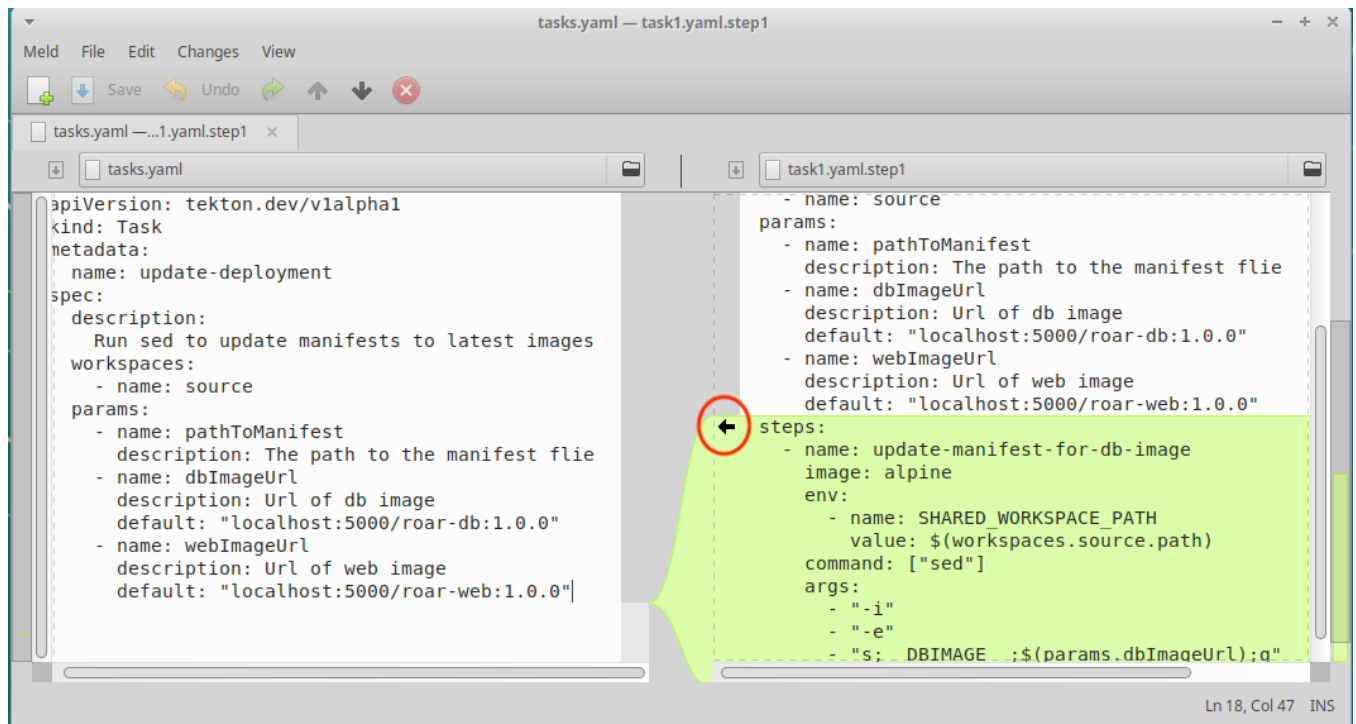 tasks.yaml — task1.yaml.step1
Meld File Edit Changes View
Save Undo
tasks.yaml —...1.yaml.step1
tasks.yaml
apiVersion: tekton.dev/v1alpha1
kind: Task
metadata:
  name: update-deployment
spec:
  description:
    Run sed to update manifests to latest images
  workspaces:
    - name: source
  params:
    - name: pathToManifest
      description: The path to the manifest flie
    - name: dbImageUrl
      description: Url of db image
      default: "localhost:5000/roar-db:1.0.0"
    - name: webImageUrl
      description: Url of web image
      default: "localhost:5000/roar-web:1.0.0"
task1.yaml.step1
    - name: source
  params:
    - name: pathToManifest
      description: The path to the manifest flie
    - name: dbImageUrl
      description: Url of db image
      default: "localhost:5000/roar-db:1.0.0"
    - name: webImageUrl
      description: Url of web image
      default: "localhost:5000/roar-web:1.0.0"
  steps:
    - name: update-manifest-for-db-image
      image: alpine
      env:
        - name: SHARED_WORKSPACE_PATH
          value: $(workspaces.source.path)
      command: ["sed"]
      args:
        - "-i"
        - "-e"
        - "s;__DBIMAGE__;$(params.dbImageUrl);g"
Ln 18, Col 47 INS